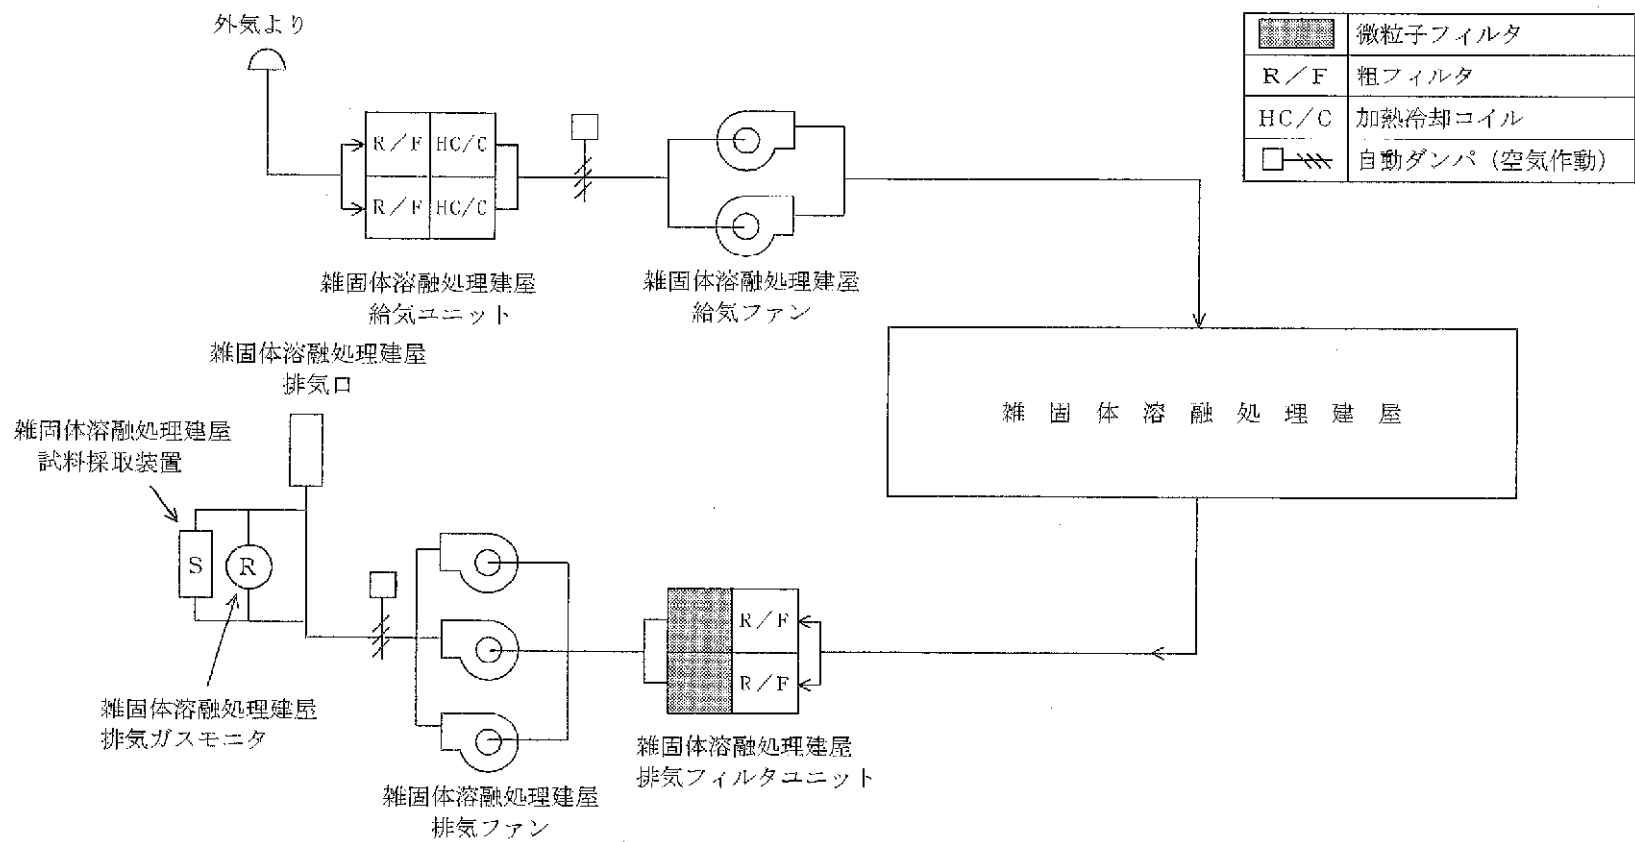 外気より
微粒子フィルタ
R/F 粗フィルタ
HC/C 加熱冷却コイル
自動ダンパ（空気作動）
R/F HC/C
R/F HC/C
雑固体溶融処理建屋
給気ユニット
雑固体溶融処理建屋
給気ファン
雑固体溶融処理建屋
排気口
雑固体溶融処理建屋
雑固体溶融処理建屋
試料採取装置
S
R
R/F
R/F
雑固体溶融処理建屋
排気ガスモニタ
雑固体溶融処理建屋
排気フィルタユニット
雑固体溶融処理建屋
排気ファン